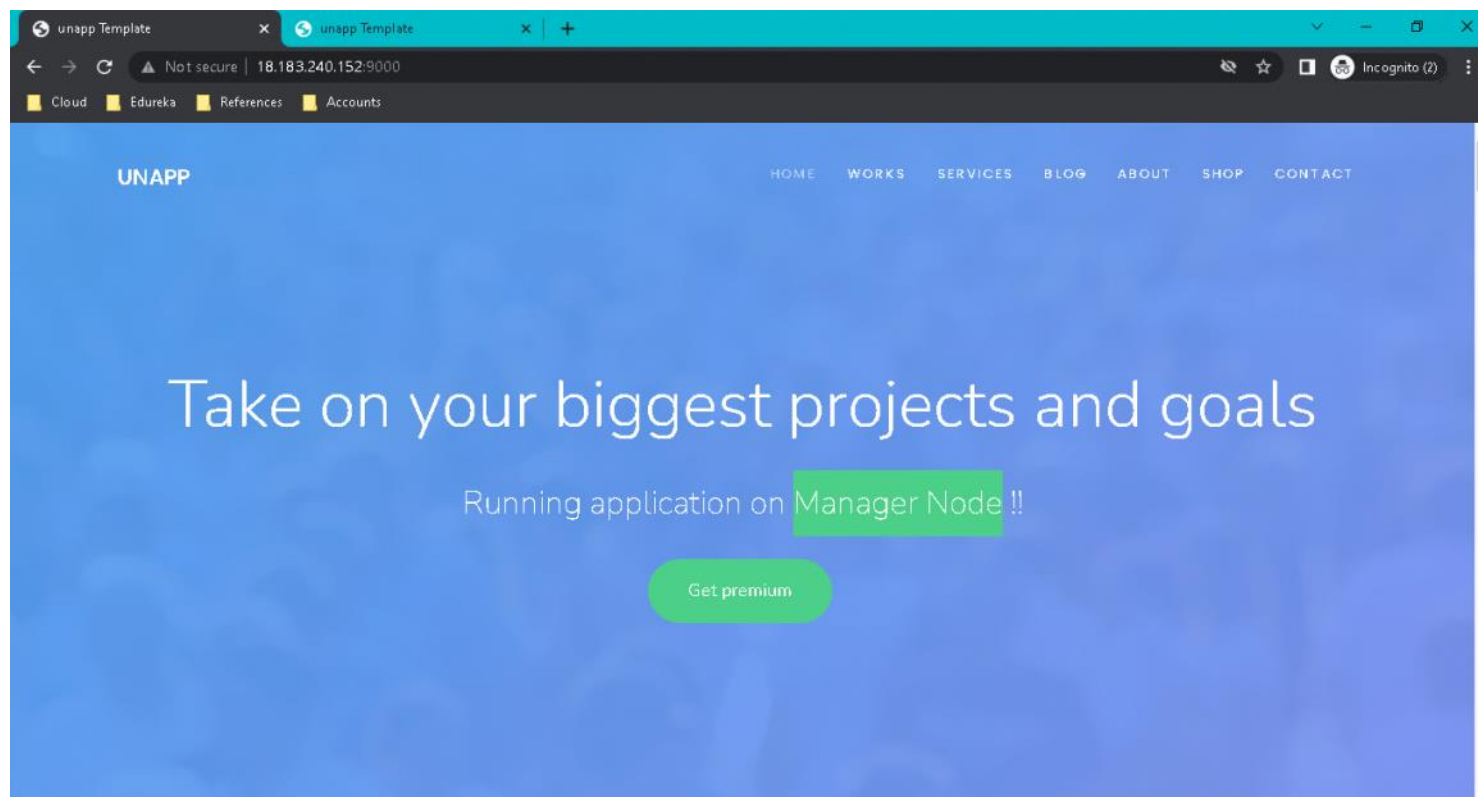 unapp Template
unapp Template
Not secure | 18.183.240.152:9000
Incognito (2)
Cloud Edureka References Accounts
UNAPP
HOME WORKS SERVICES BLOG ABOUT SHOP CONTACT
Take on your biggest projects and goals
Running application on Manager Node !!
Get premium